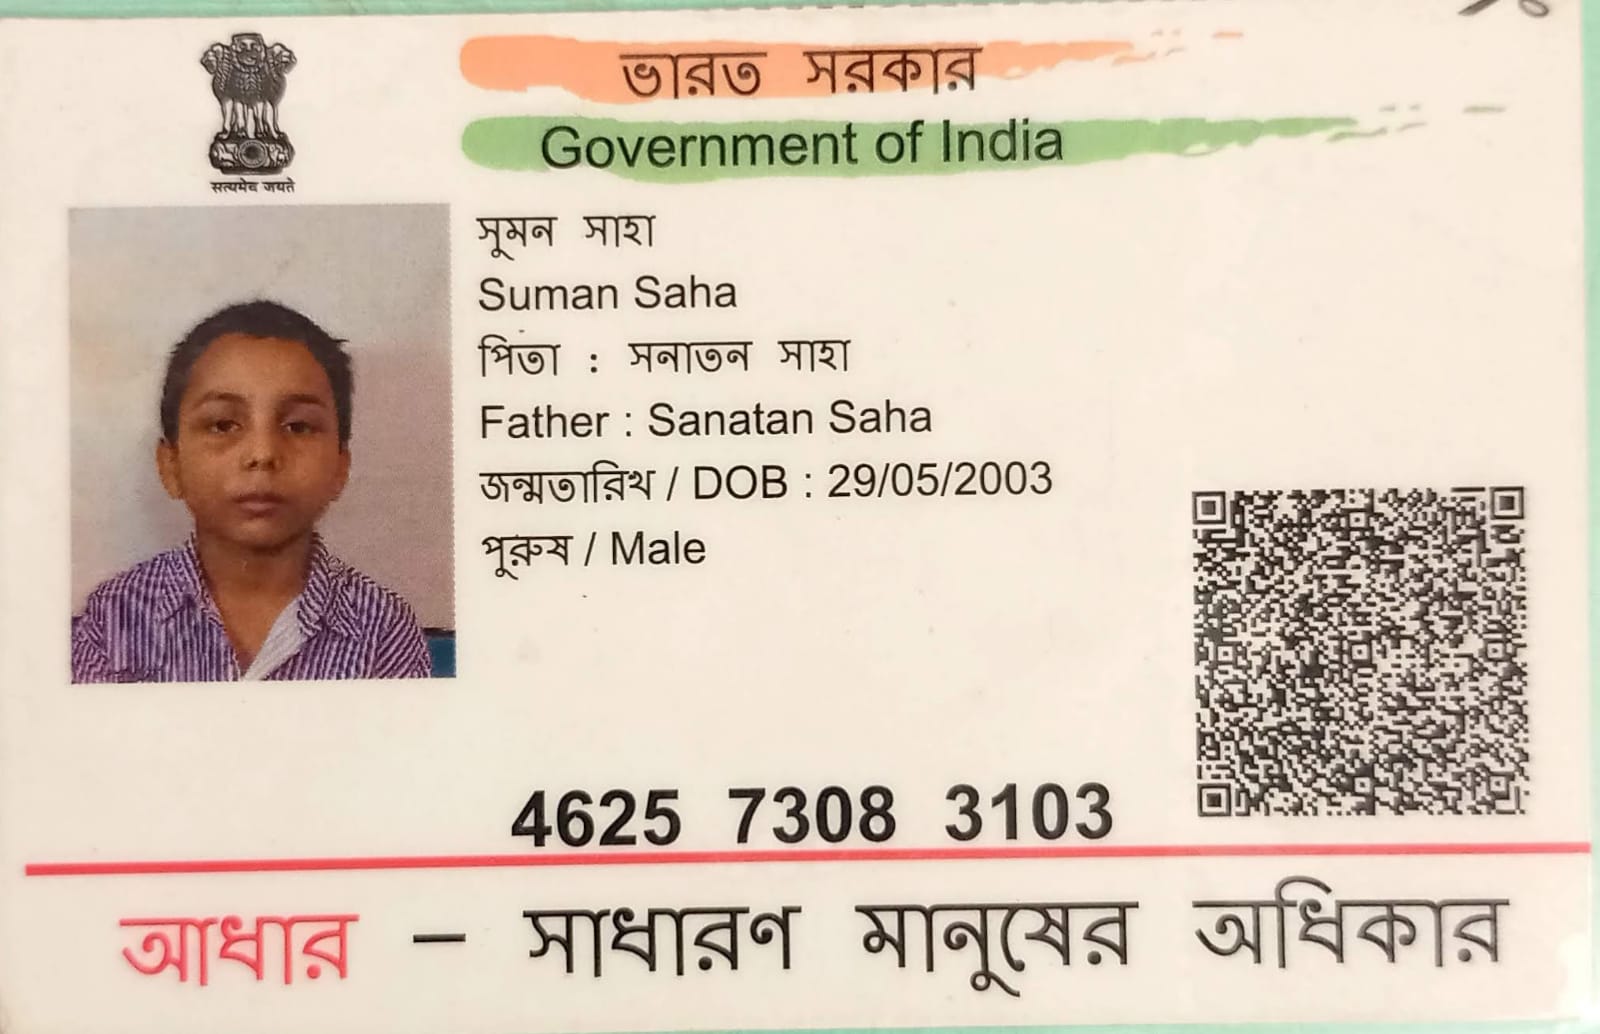 सत्यमेव जयते
ভারত সরকার
Government of India
সুমন সাহা
Suman Saha
পিতা : সনাতন সাহা
Father : Sanatan Saha
জন্মতারিখ / DOB : 29/05/2003
পুরুষ / Male
4625 7308 3103
আধার – সাধারণ মানুষের অধিকার